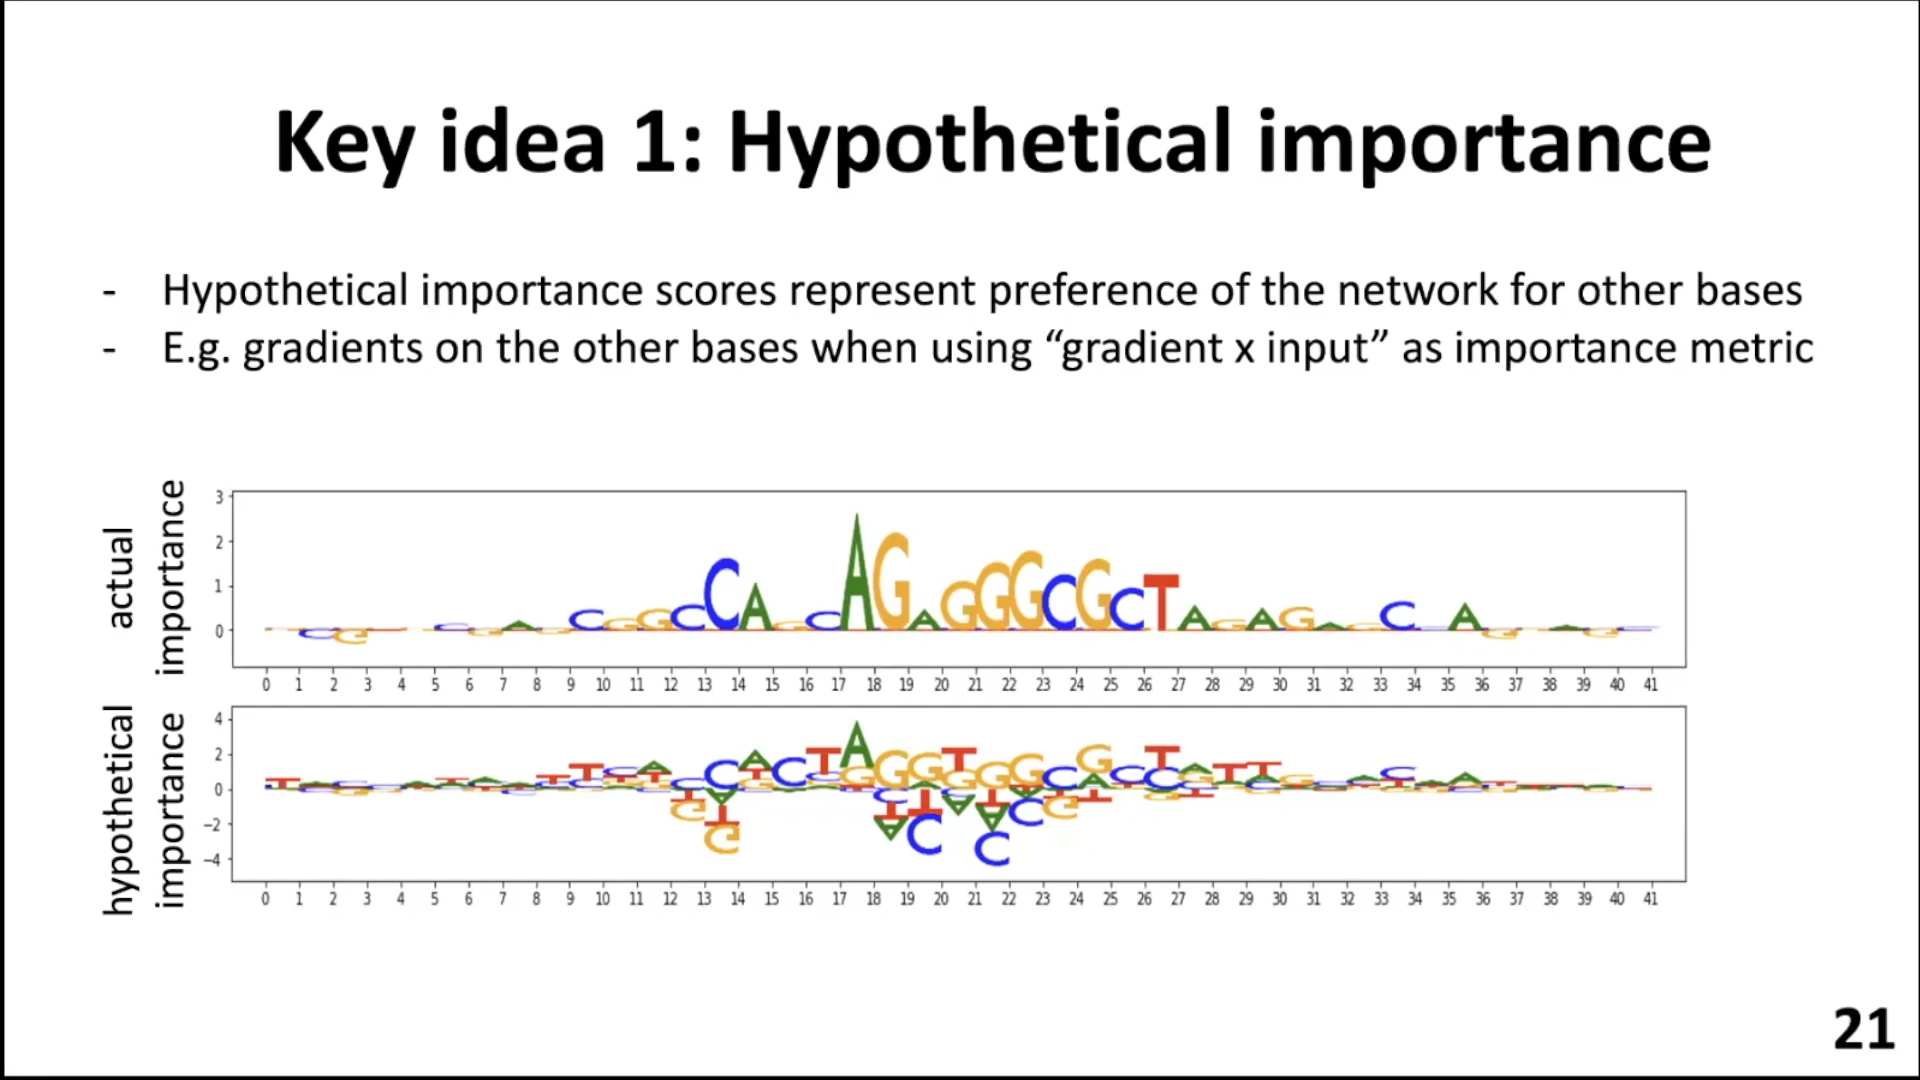 Key idea 1: Hypothetical importance
- Hypothetical importance scores represent preference of the network for other bases
- E.g. gradients on the other bases when using “gradient x input” as importance metric
actual
importance
3
2
1
0
C G C G A G C G G C C A G C A G A G G G C G C T A G A G A G C A G A G
0 1 2 3 4 5 6 7 8 9 10 11 12 13 14 15 16 17 18 19 20 21 22 23 24 25 26 27 28 29 30 31 32 33 34 35 36 37 38 39 40 41
hypothetical
importance
4
2
0
−2
−4
0 1 2 3 4 5 6 7 8 9 10 11 12 13 14 15 16 17 18 19 20 21 22 23 24 25 26 27 28 29 30 31 32 33 34 35 36 37 38 39 40 41
21